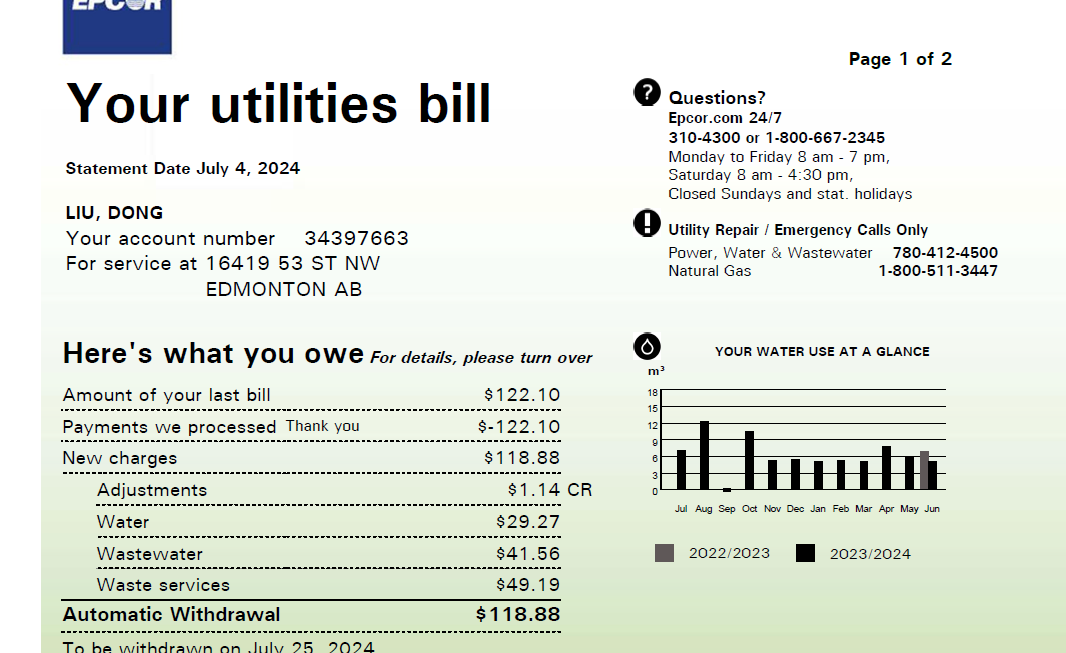 EPCOR
Page 1 of 2
Your utilities bill
Statement Date July 4, 2024
LIU, DONG
Your account number 34397663
For service at 16419 53 ST NW
EDMONTON AB
Questions?
Epcor.com 24/7
310-4300 or 1-800-667-2345
Monday to Friday 8 am - 7 pm,
Saturday 8 am - 4:30 pm,
Closed Sundays and stat. holidays
Utility Repair / Emergency Calls Only
Power, Water & Wastewater 780-412-4500
Natural Gas 1-800-511-3447
Here's what you owe For details, please turn over
Amount of your last bill $122.10
Payments we processed Thank you $-122.10
New charges $118.88
Adjustments $1.14 CR
Water $29.27
Wastewater $41.56
Waste services $49.19
Automatic Withdrawal $118.88
To be withdrawn on July 25, 2024
YOUR WATER USE AT A GLANCE
m³
18
15
12
9
6
3
0
Jul Aug Sep Oct Nov Dec Jan Feb Mar Apr May Jun
2022/2023 2023/2024